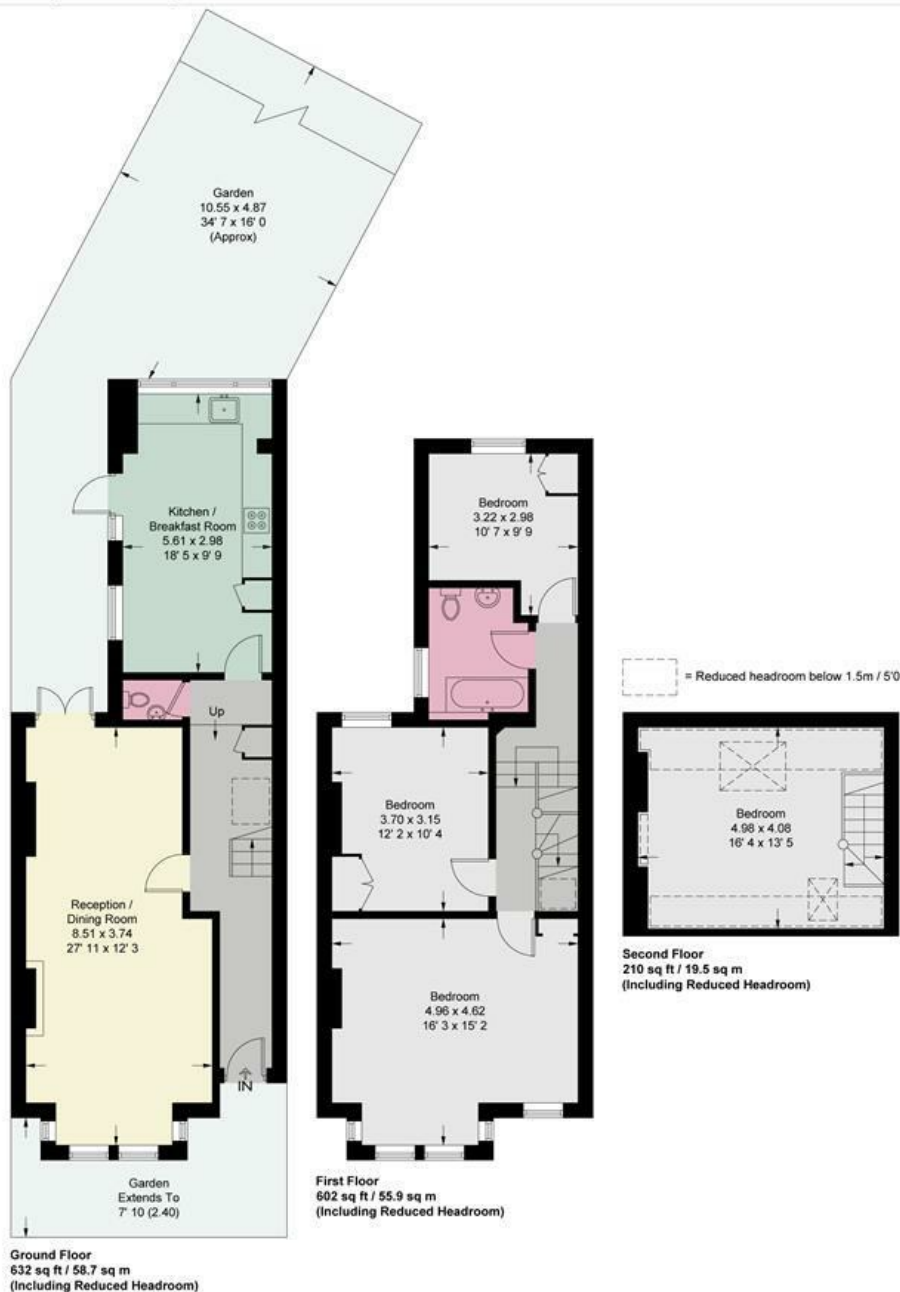 Garden
10.55 x 4.87
34' 7 x 16' 0
(Approx)
Kitchen /
Breakfast Room
5.61 x 2.98
18' 5 x 9' 9
Up
Reception /
Dining Room
8.51 x 3.74
27' 11 x 12' 3
IN
Garden
Extends To
7' 10 (2.40)
Ground Floor
632 sq ft / 58.7 sq m
(Including Reduced Headroom)
Bedroom
3.22 x 2.98
10' 7 x 9' 9
Bedroom
3.70 x 3.15
12' 2 x 10' 4
Bedroom
4.96 x 4.62
16' 3 x 15' 2
First Floor
602 sq ft / 55.9 sq m
(Including Reduced Headroom)
= Reduced headroom below 1.5m / 5'0
Bedroom
4.98 x 4.08
16' 4 x 13' 5
Second Floor
210 sq ft / 19.5 sq m
(Including Reduced Headroom)